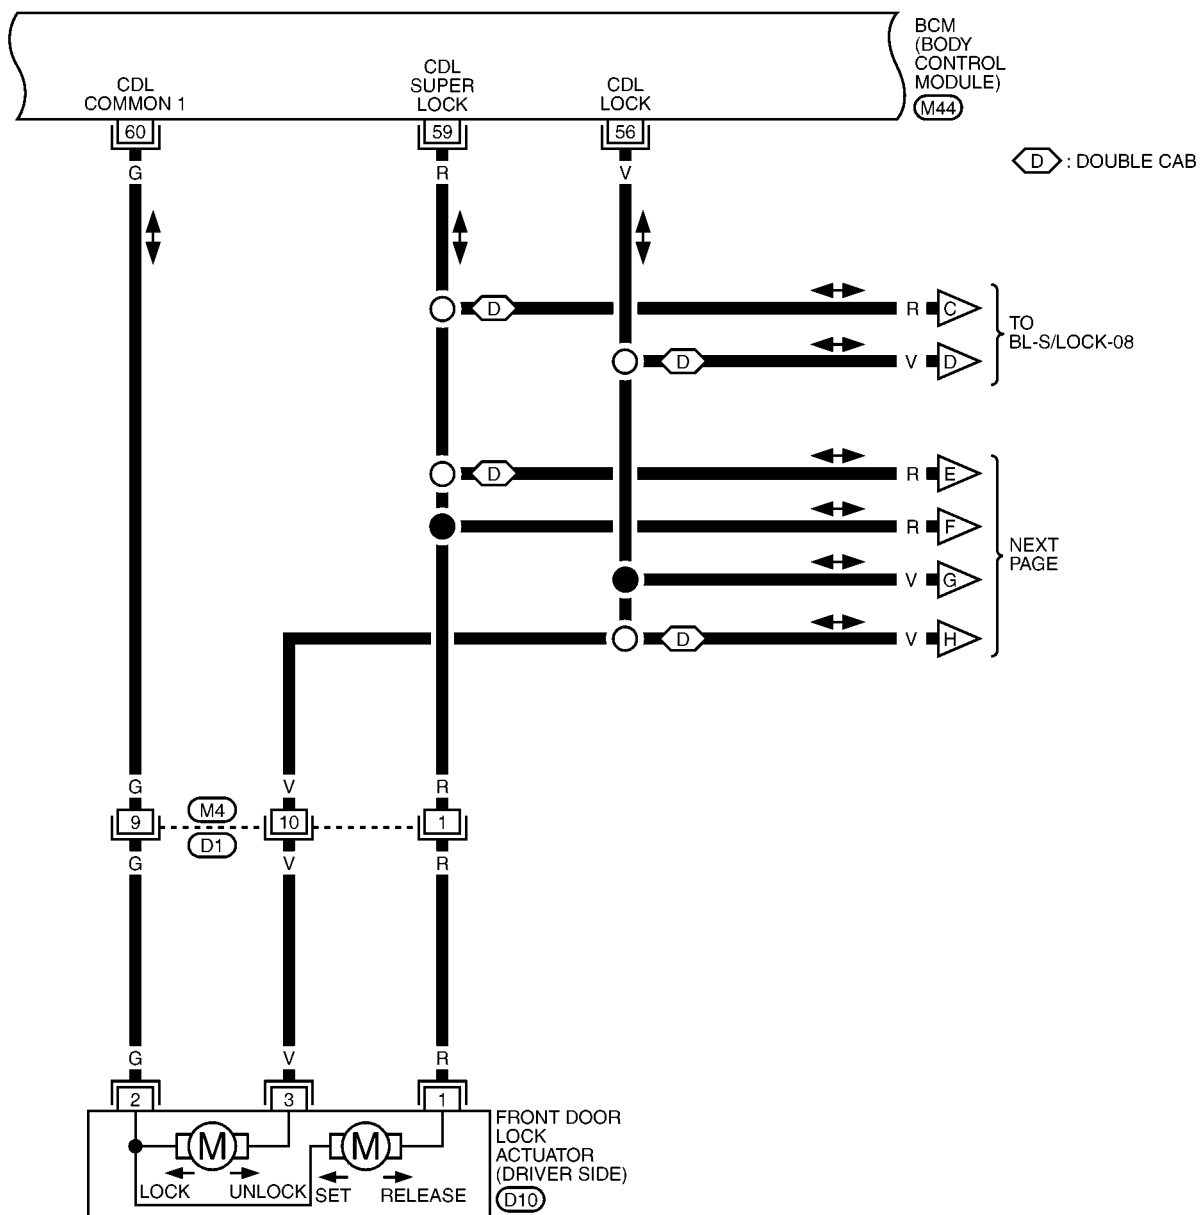 BCM
(BODY
CONTROL
MODULE)
M44
CDL
COMMON 1
CDL
SUPER
LOCK
CDL
LOCK
60
59
56
G
R
V
D : DOUBLE CAB
D
R
C
D
V
D
TO
BL-S/LOCK-08
D
R
E
R
F
V
G
D
V
H
NEXT
PAGE
G
V
R
9
M4
D1
10
1
G
V
R
G
V
R
2
3
1
M
M
LOCK
UNLOCK
SET
RELEASE
FRONT DOOR
LOCK
ACTUATOR
(DRIVER SIDE)
D10